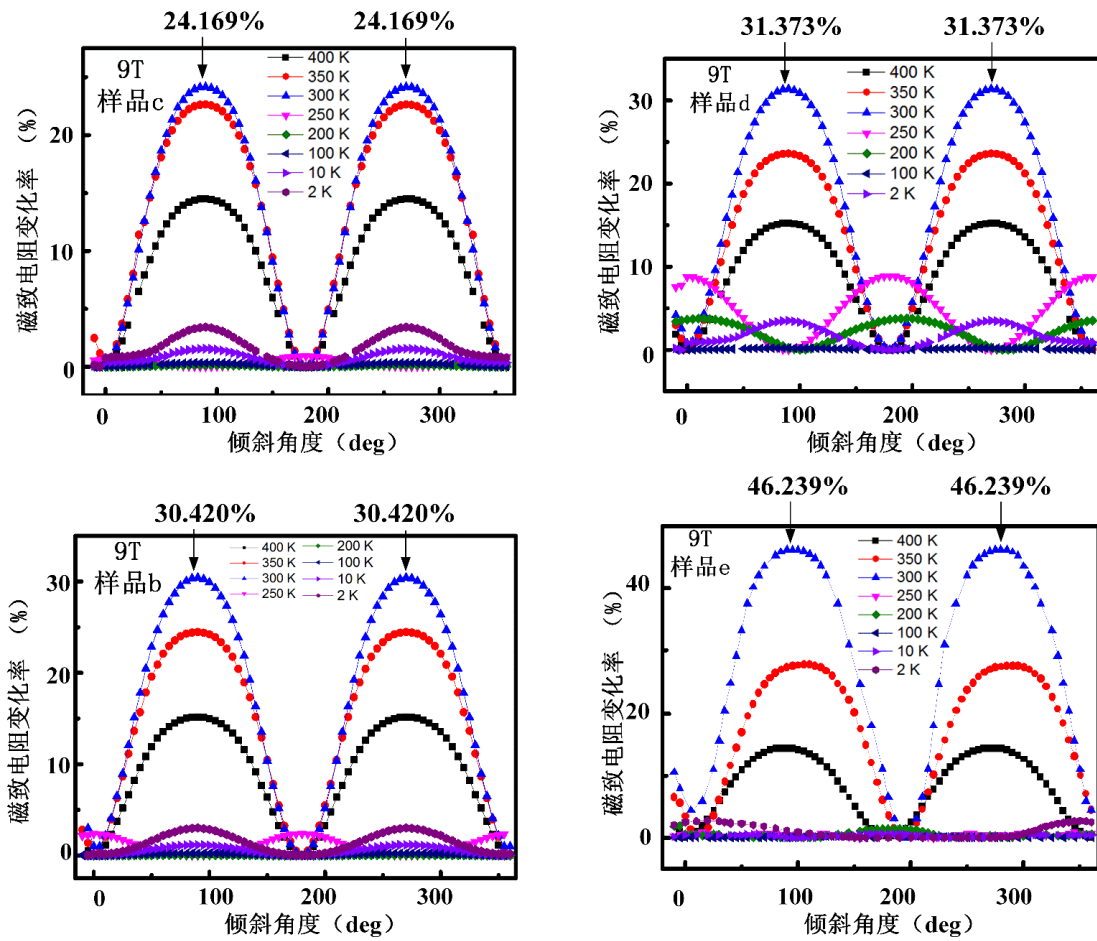 24.169% 24.169%
9T
样品c
400 K
350 K
300 K
250 K
200 K
100 K
10 K
2 K
磁致电阻变化率 (%)
20
10
0
0 100 200 300
倾斜角度（deg）
31.373% 31.373%
9T
样品d
400 K
350 K
300 K
250 K
200 K
100 K
2 K
磁致电阻变化率 (%)
30
20
10
0
0 100 200 300
倾斜角度（deg）
30.420% 30.420%
9T
样品b
400 K 200 K
350 K 100 K
300 K 10 K
250 K 2 K
磁致电阻变化率 (%)
30
20
10
0
0 100 200 300
倾斜角度（deg）
46.239% 46.239%
9T
样品e
400 K
350 K
300 K
250 K
200 K
100 K
10 K
2 K
磁致电阻变化率 (%)
40
20
0
0 100 200 300
倾斜角度（deg）